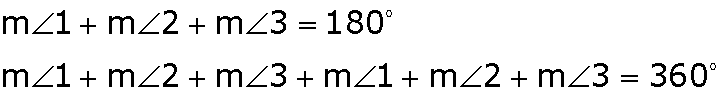 m∠1 + m∠2 + m∠3 = 180°
m∠1 + m∠2 + m∠3 + m∠1 + m∠2 + m∠3 = 360°